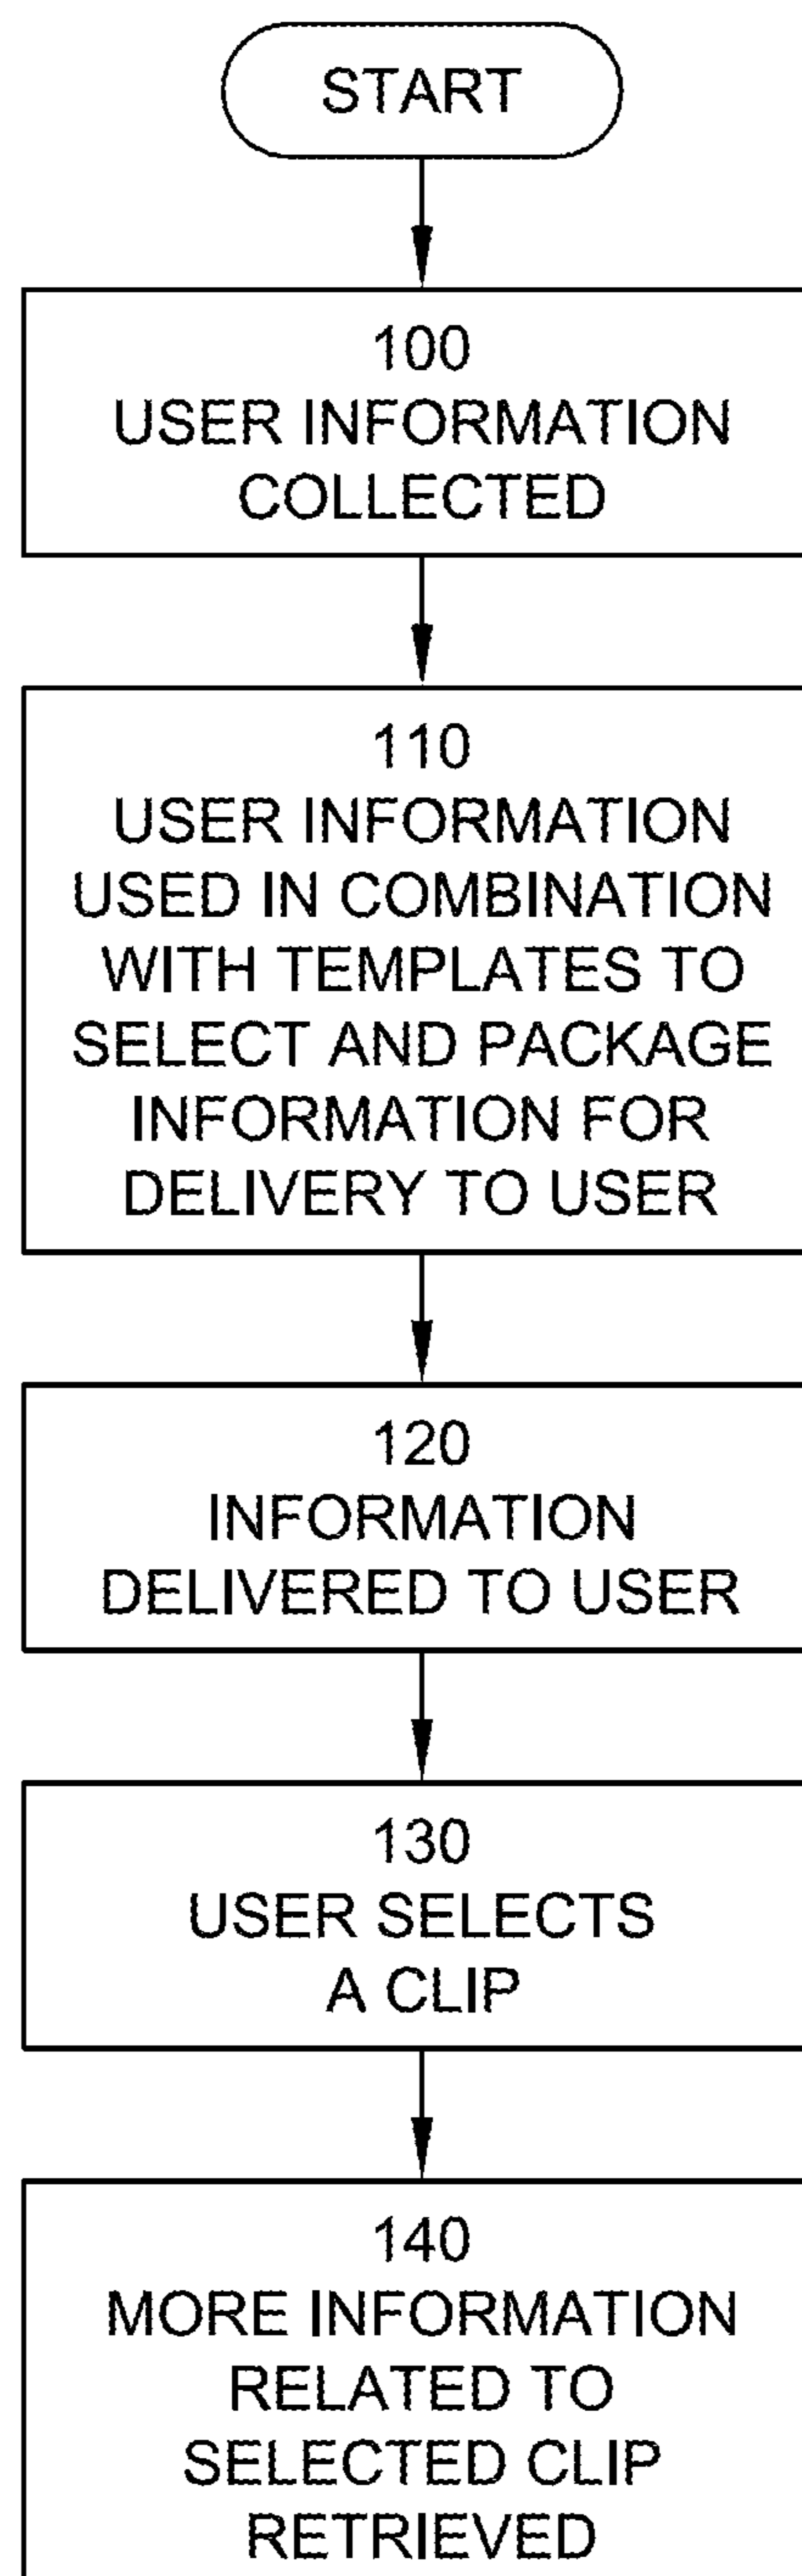 START
100
USER INFORMATION
COLLECTED
110
USER INFORMATION
USED IN COMBINATION
WITH TEMPLATES TO
SELECT AND PACKAGE
INFORMATION FOR
DELIVERY TO USER
120
INFORMATION
DELIVERED TO USER
130
USER SELECTS
A CLIP
140
MORE INFORMATION
RELATED TO
SELECTED CLIP
RETRIEVED